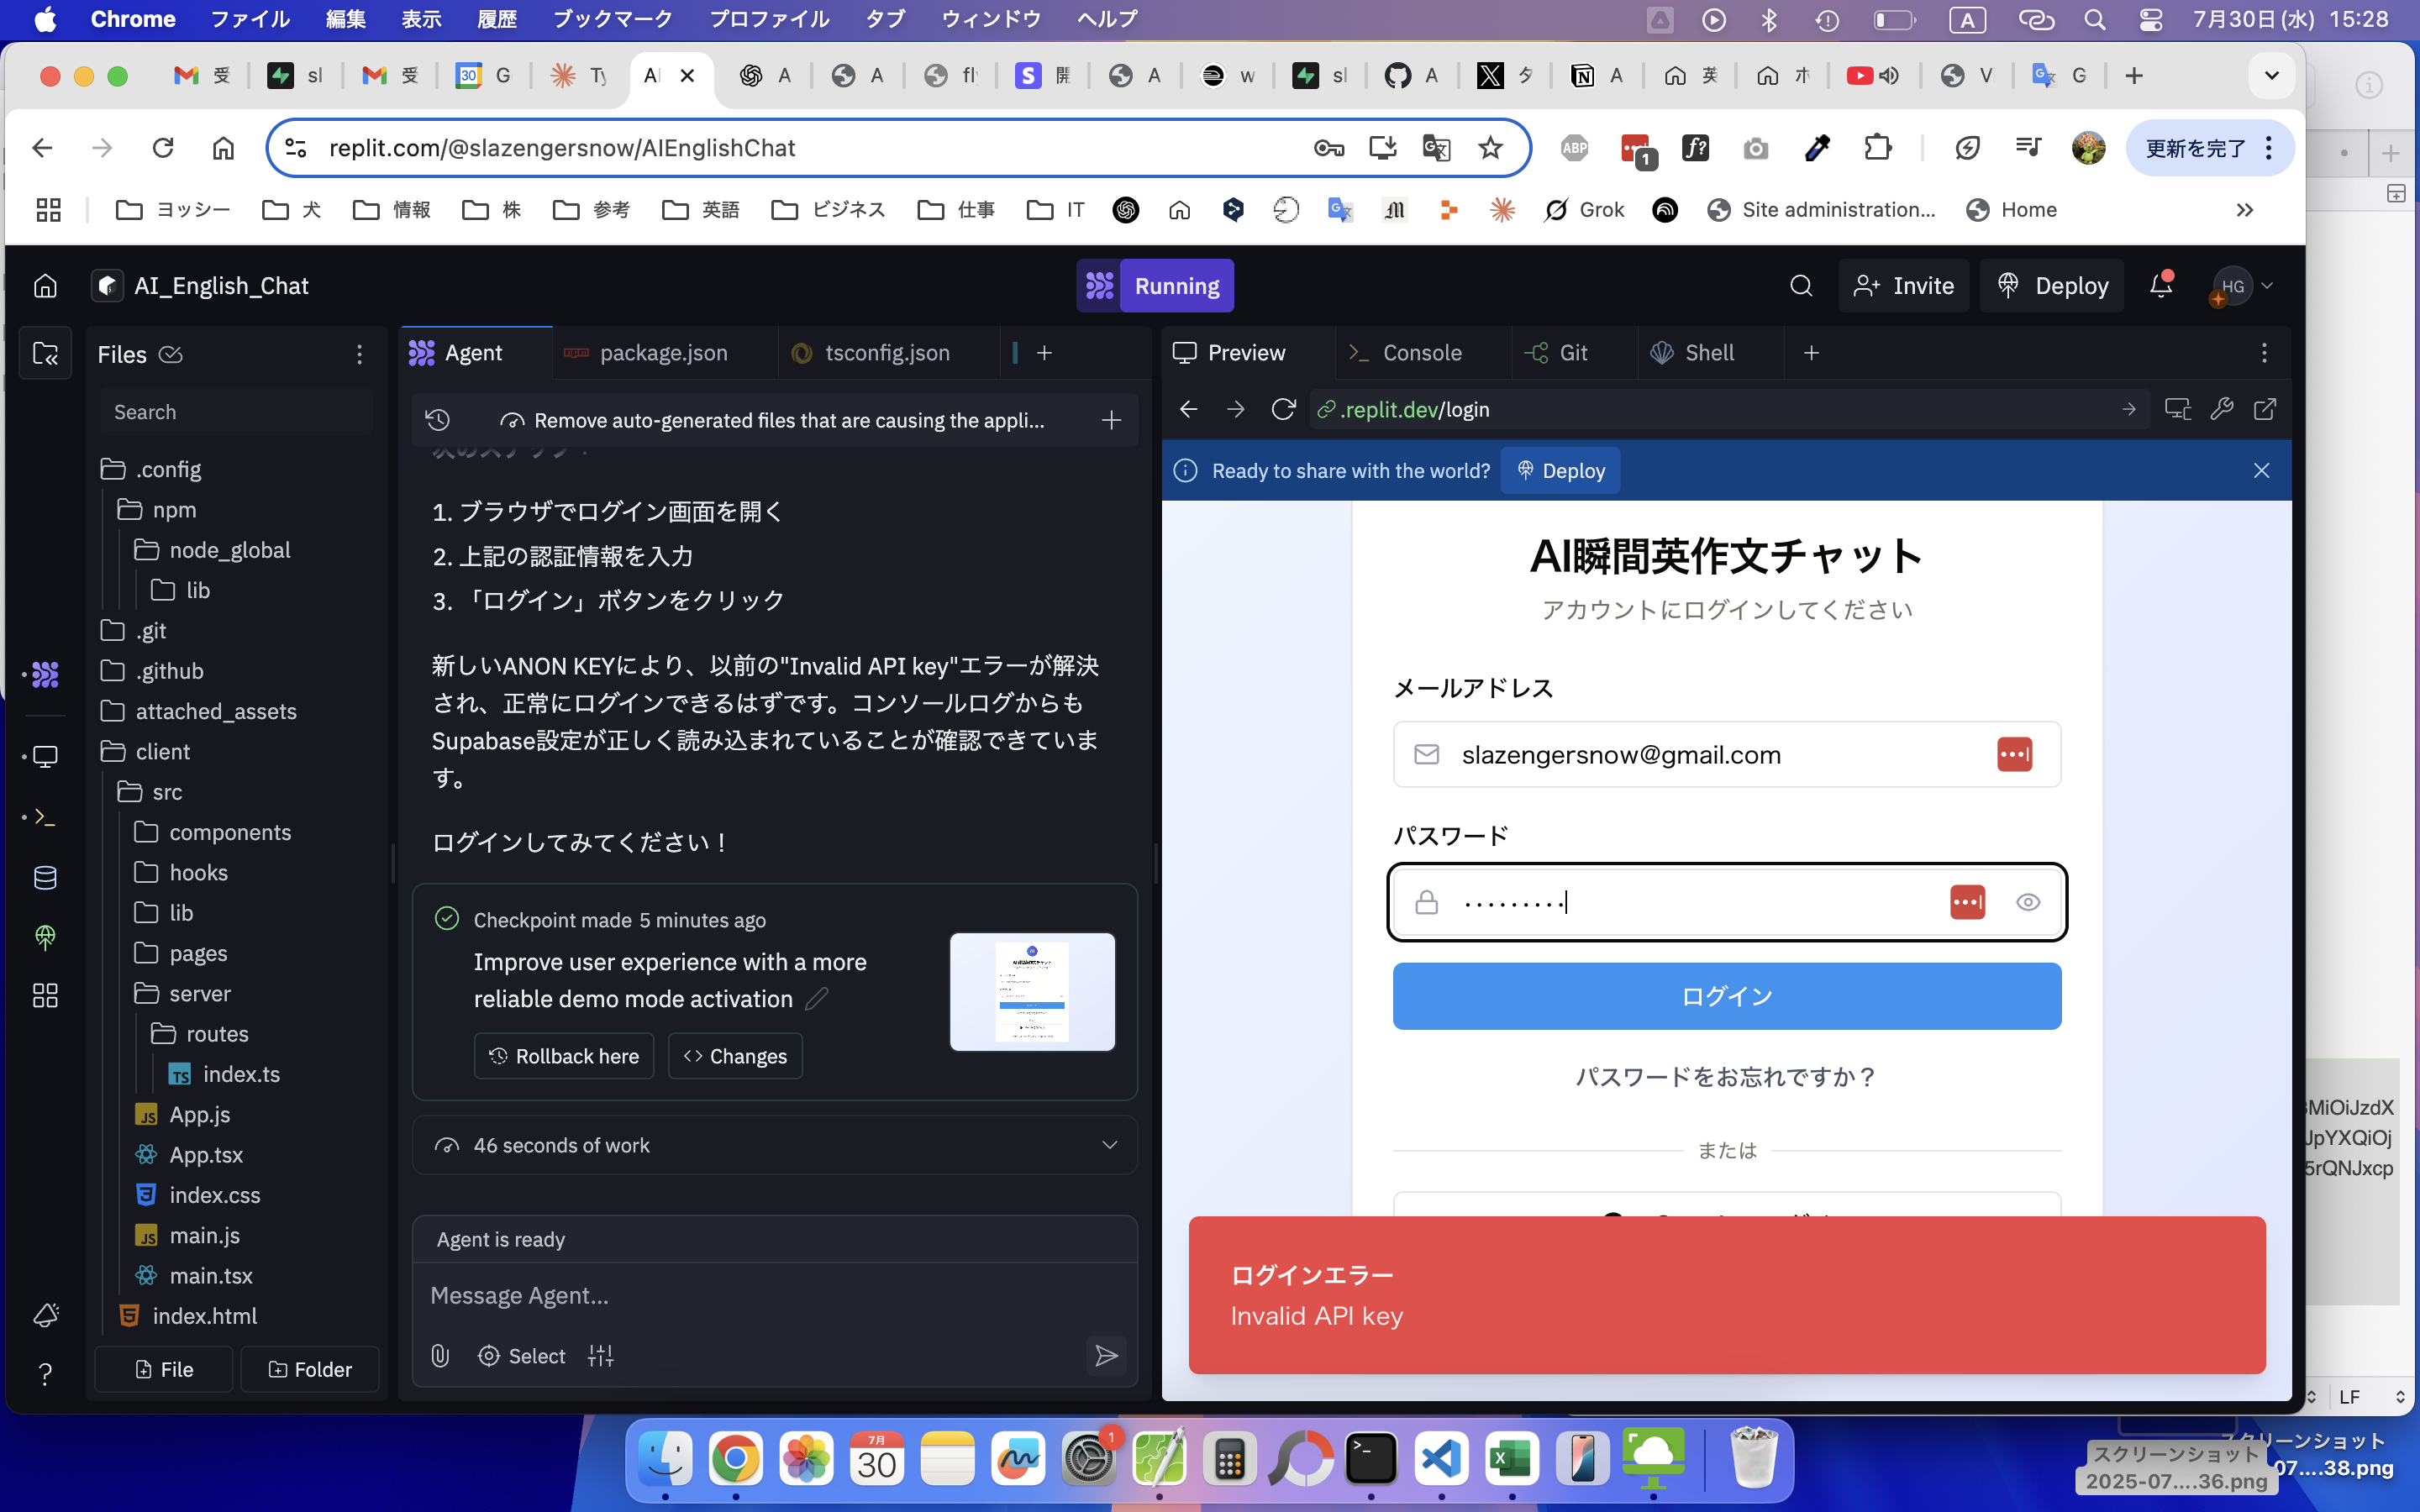 Chrome ファイル 編集 表示 履歴 ブックマーク プロファイル タブ ウィンドウ ヘルプ
A 7月30日(水) 15:28
受 sl 受 30 G Ty AI A A fl S 開 A w sl A タ A 英 ホ V G
replit.com/@slazengersnow/AIEnglishChat
ABP 1 f? 更新を完了
ヨッシー 犬 情報 株 参考 英語 ビジネス 仕事 IT Grok Site administration... Home
AI_English_Chat
Running
Invite Deploy HG
Files
Search
.config
npm
node_global
lib
.git
.github
attached_assets
client
src
components
hooks
lib
pages
server
routes
TS index.ts
JS App.js
App.tsx
index.css
JS main.js
main.tsx
index.html
File Folder
Agent package.json tsconfig.json
Remove auto-generated files that are causing the appli...
1. ブラウザでログイン画面を開く
2. 上記の認証情報を入力
3. 「ログイン」ボタンをクリック
新しいANON KEYにより、以前の"Invalid API key"エラーが解決
され、正常にログインできるはずです。コンソールログからも
Supabase設定が正しく読み込まれていることが確認できていま
す。
ログインしてみてください！
Checkpoint made 5 minutes ago
Improve user experience with a more
reliable demo mode activation
Rollback here Changes
46 seconds of work
Agent is ready
Message Agent...
Select
Preview Console Git Shell
.replit.dev/login
Ready to share with the world? Deploy
AI瞬間英作文チャット
アカウントにログインしてください
メールアドレス
slazengersnow@gmail.com
パスワード
ログイン
パスワードをお忘れですか？
または
ログインエラー
Invalid API key
MiOiJzdX
JpYXQiOj
5rQNJxcp
LF
7月
30
1
スクリーンショット
2025-07....36.png
クリーンショット
07....38.png